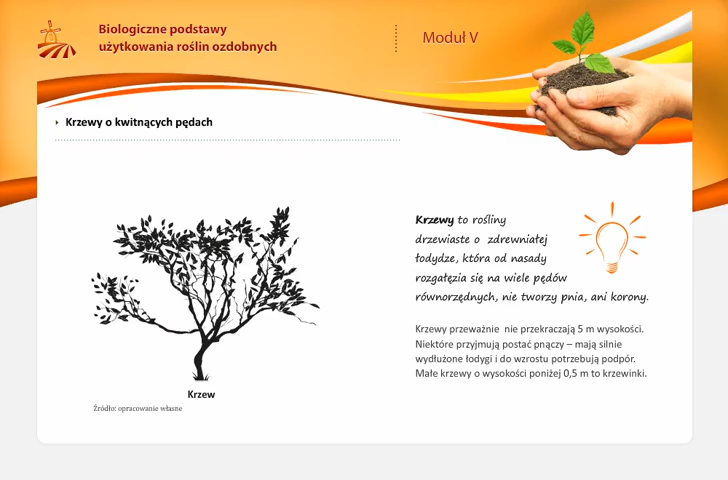 Biologiczne podstawy
użytkowania roślin ozdobnych
Moduł V
Krzewy o kwitnących pędach
Krzewy to rośliny
drzewiaste o zdrewniałej
łodydze, która od nasady
rozgałęzia się na wiele pędów
równorzędnych, nie tworzy pnia, ani korony.
Krzewy przeważnie nie przekraczają 5 m wysokości.
Niektóre przyjmują postać pnączy – mają silnie
wydłużone łodygi i do wzrostu potrzebują podpór.
Małe krzewy o wysokości poniżej 0,5 m to krzewinki.
Krzew
Źródło: opracowanie własne